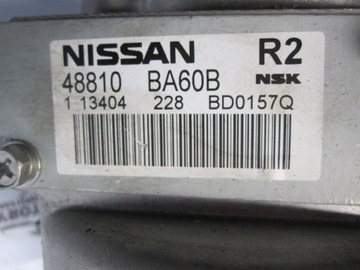 NISSAN R2
48810 BA60B NSK
1 13404 228 BD0157Q